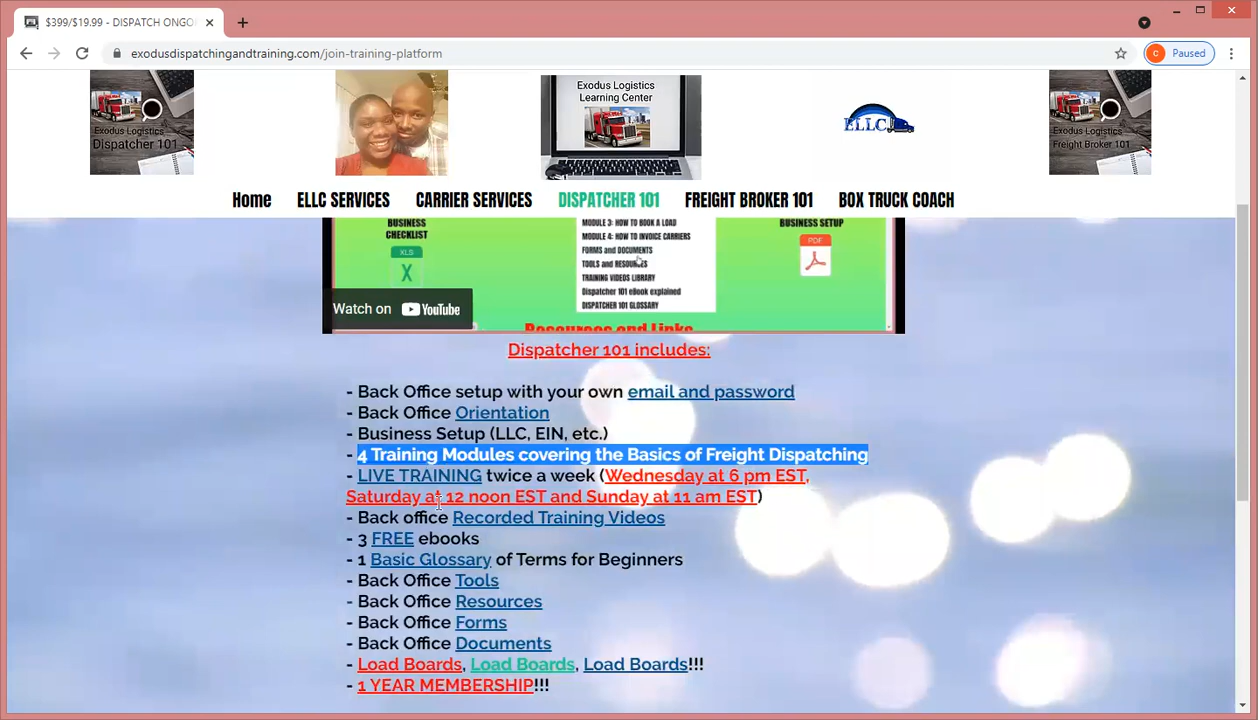 $399/$19.99 - DISPATCH ONGO
exodusdispatchingandtraining.com/join-training-platform
C Paused
Exodus Logistics
Dispatcher 101
Exodus Logistics
Learning Center
ELLC
Exodus Logistics
Freight Broker 101
Home ELLC SERVICES CARRIER SERVICES DISPATCHER 101 FREIGHT BROKER 101 BOX TRUCK COACH
BUSINESS
CHECKLIST
XLS
X
MODULE 3: HOW TO BOOK A LOAD
MODULE 4: HOW TO INVOICE CARRIERS
FORMS and DOCUMENTS
TOOLS and RESOURCES
TRAINING VIDEOS LIBRARY
Dispatcher 101 eBook explained
DISPATCHER 101 GLOSSARY
BUSINESS SETUP
PDF
Watch on YouTube
Resources and Links
Dispatcher 101 includes:
- Back Office setup with your own email and password
- Back Office Orientation
- Business Setup (LLC, EIN, etc.)
- 4 Training Modules covering the Basics of Freight Dispatching
- LIVE TRAINING twice a week (Wednesday at 6 pm EST,
Saturday at 12 noon EST and Sunday at 11 am EST)
- Back office Recorded Training Videos
- 3 FREE ebooks
- 1 Basic Glossary of Terms for Beginners
- Back Office Tools
- Back Office Resources
- Back Office Forms
- Back Office Documents
- Load Boards, Load Boards, Load Boards!!!
- 1 YEAR MEMBERSHIP!!!